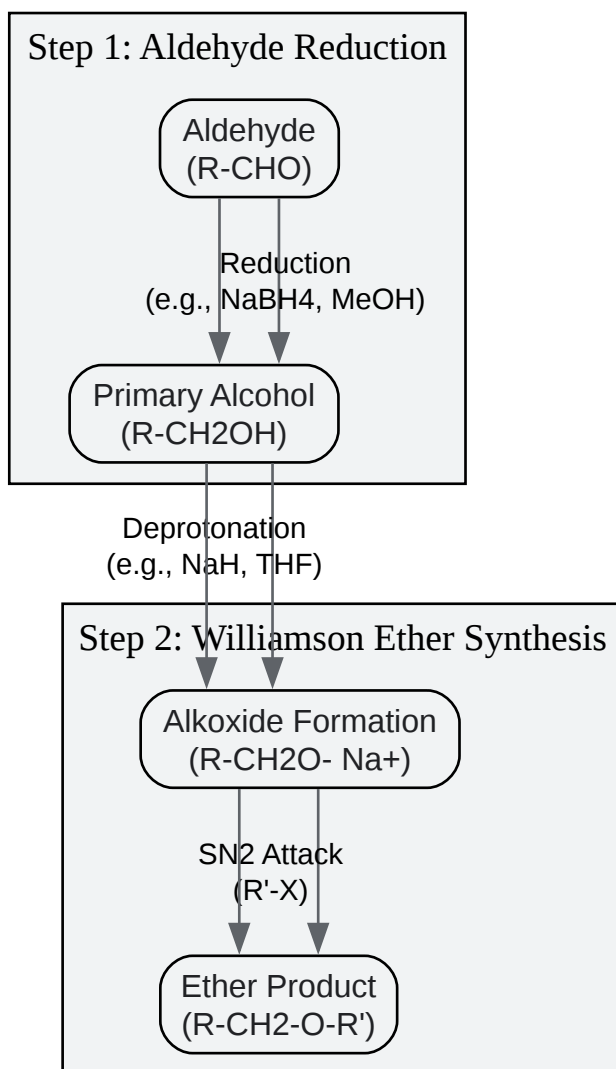 Step 1: Aldehyde Reduction
Aldehyde
(R-CHO)
Reduction
(e.g., NaBH4, MeOH)
Primary Alcohol
(R-CH2OH)
Deprotonation
(e.g., NaH, THF)
Step 2: Williamson Ether Synthesis
Alkoxide Formation
(R-CH2O- Na+)
SN2 Attack
(R'-X)
Ether Product
(R-CH2-O-R')